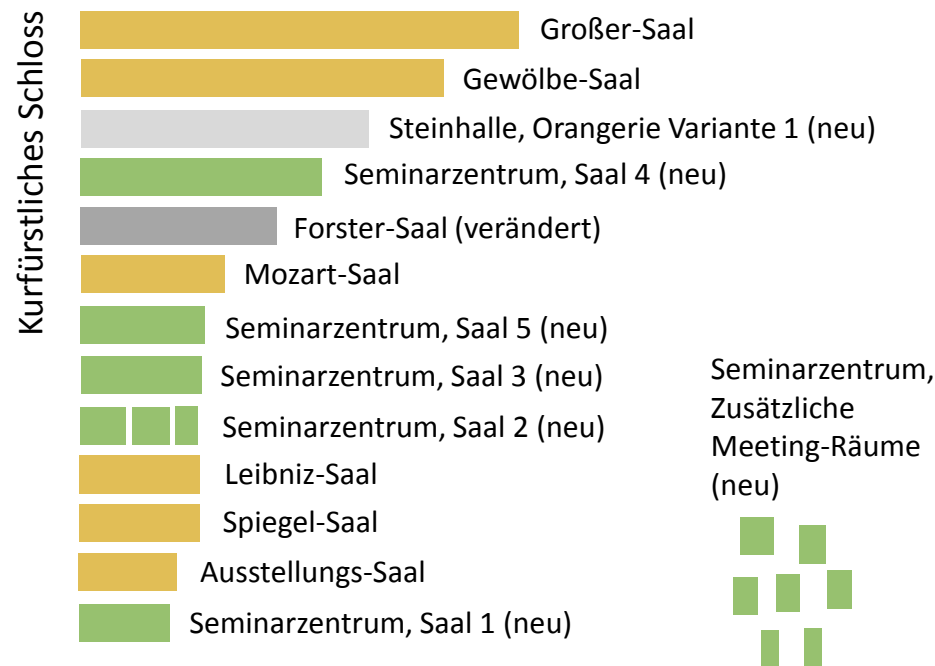 Kurfürstliches Schloss
Großer-Saal
Gewölbe-Saal
Steinhalle, Orangerie Variante 1 (neu)
Seminarzentrum, Saal 4 (neu)
Forster-Saal (verändert)
Mozart-Saal
Seminarzentrum, Saal 5 (neu)
Seminarzentrum, Saal 3 (neu)
Seminarzentrum, Saal 2 (neu)
Leibniz-Saal
Spiegel-Saal
Ausstellungs-Saal
Seminarzentrum, Saal 1 (neu)
Seminarzentrum,
Zusätzliche
Meeting-Räume
(neu)